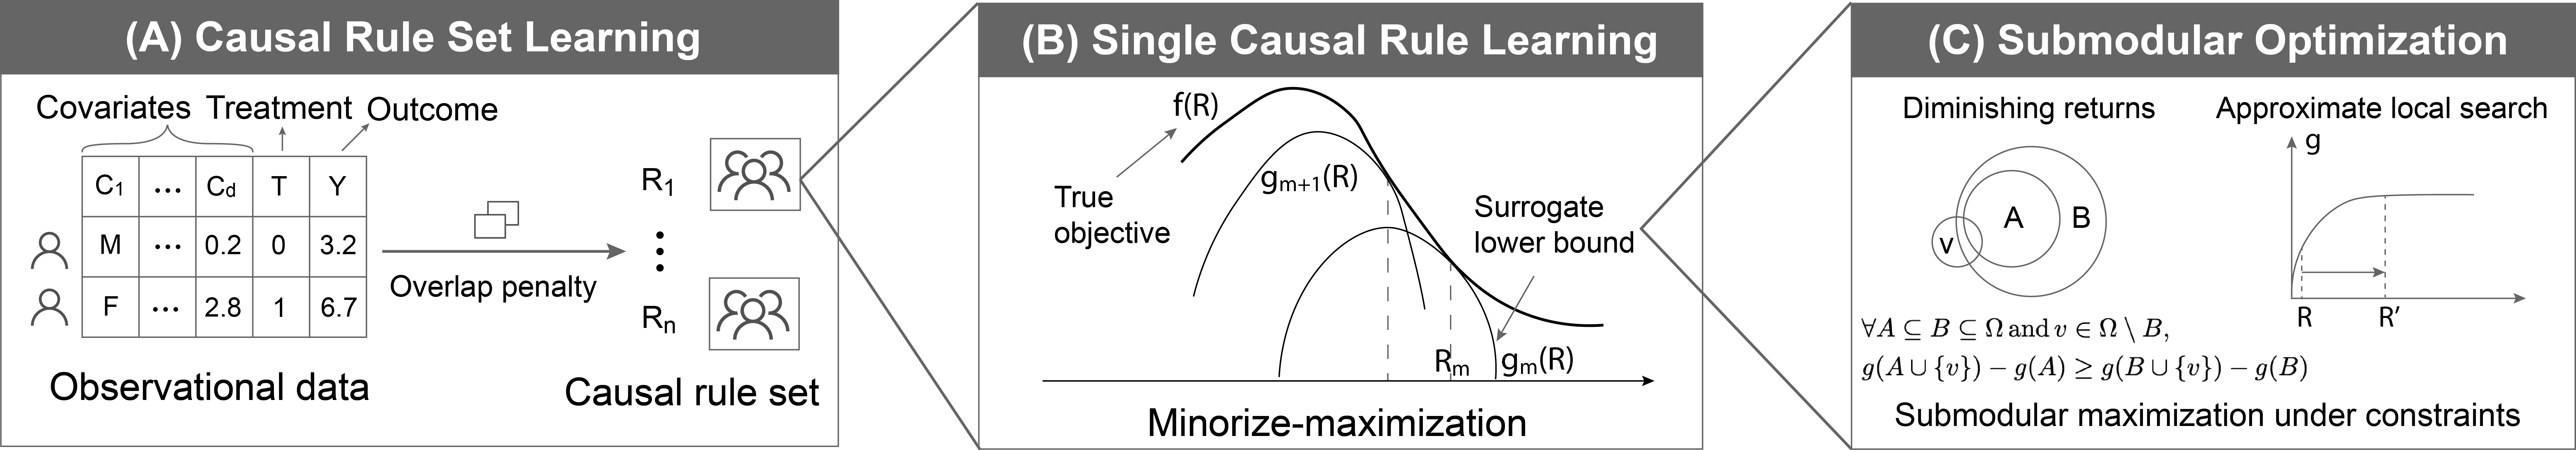 (A) Causal Rule Set Learning
Covariates Treatment Outcome
C1 ... Cd T Y
M ... 0.2 0 3.2
F ... 2.8 1 6.7
Observational data
Overlap penalty
R1
Rn
Causal rule set
(B) Single Causal Rule Learning
f(R)
True
objective
gm+1(R)
Surrogate
lower bound
Rm
gm(R)
Minorize-maximization
(C) Submodular Optimization
Diminishing returns
A
B
v
∀A ⊆ B ⊆ Ω and v ∈ Ω \ B,
g(A ∪ {v}) − g(A) ≥ g(B ∪ {v}) − g(B)
Approximate local search
g
R R’
Submodular maximization under constraints